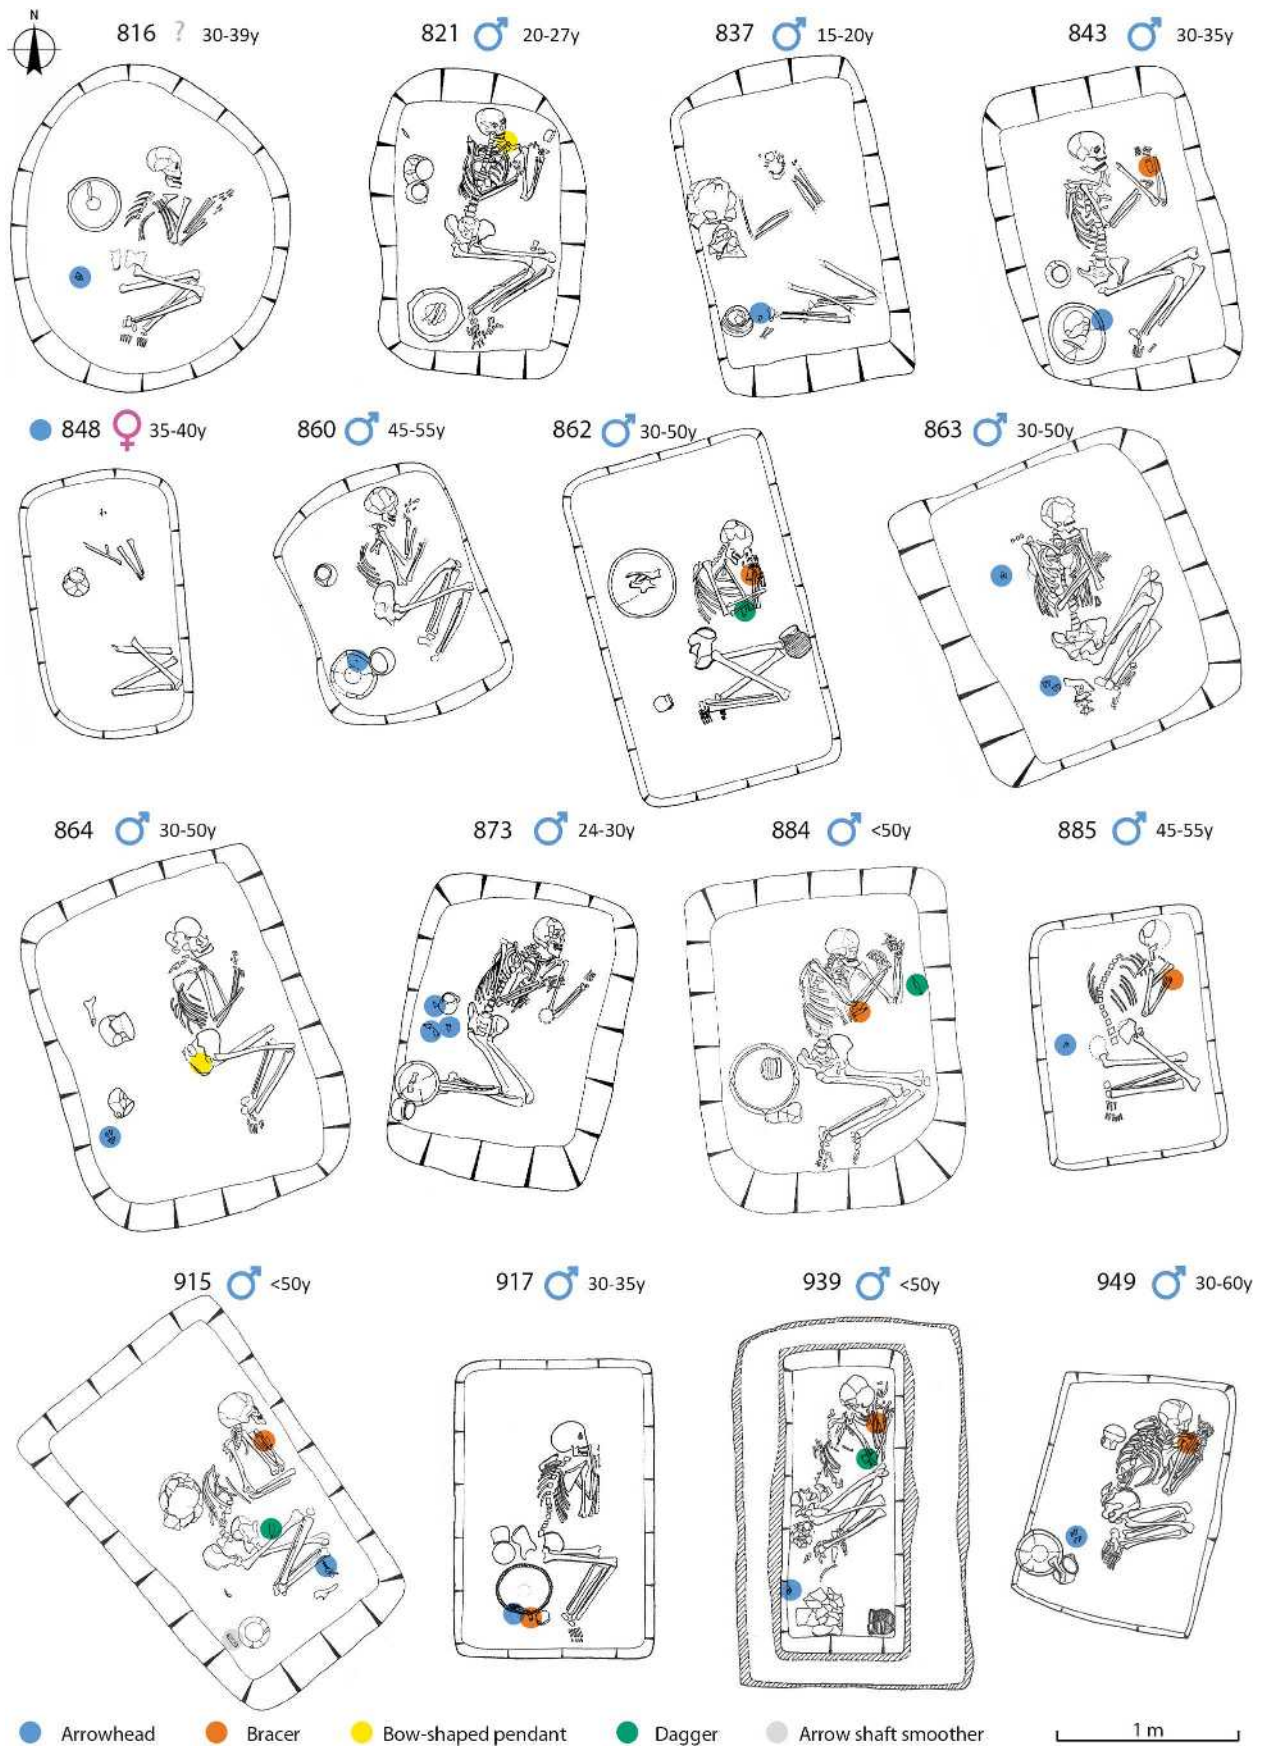 N
816 ? 30-39y
821 ♂ 20-27y
837 ♂ 15-20y
843 ♂ 30-35y
848 ♀ 35-40y
860 ♂ 45-55y
862 ♂ 30-50y
863 ♂ 30-50y
864 ♂ 30-50y
873 ♂ 24-30y
884 ♂ <50y
885 ♂ 45-55y
915 ♂ <50y
917 ♂ 30-35y
939 ♂ <50y
949 ♂ 30-60y
Arrowhead Bracer Bow-shaped pendant Dagger Arrow shaft smoother 1 m